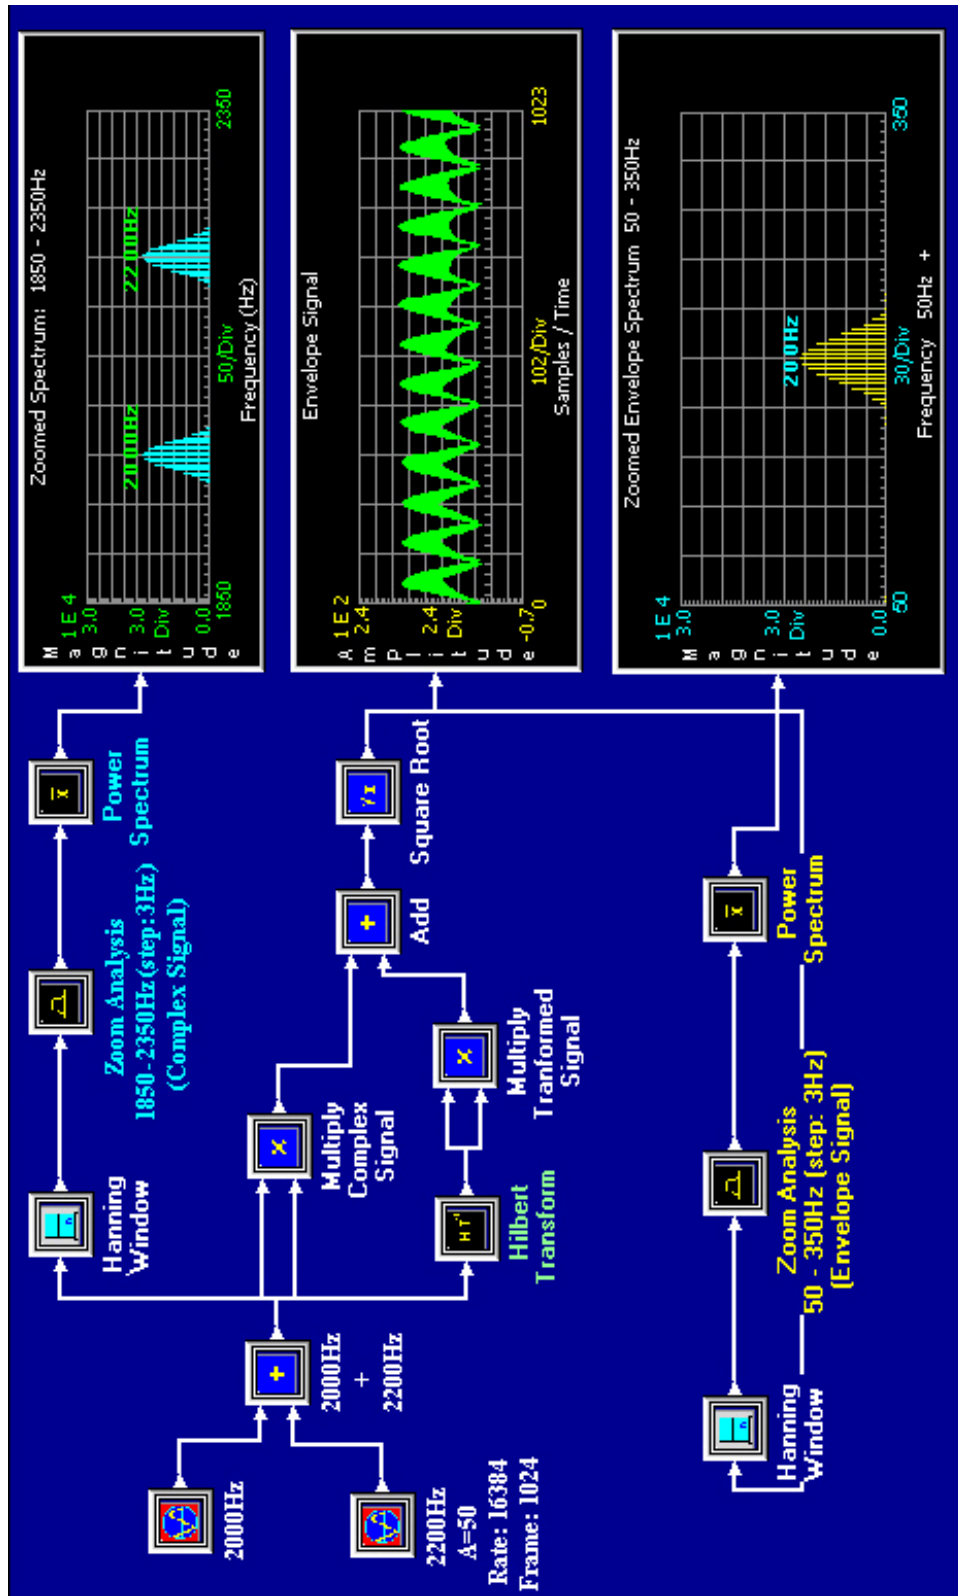 Zoomed Spectrum: 1850 - 2350Hz
1 E 4
3.0
3.0
Div
0.0
Magnitude
2000Hz
2200Hz
1850
50/Div
2350
Frequency (Hz)
Hanning
Window
Zoom Analysis
1850-2350Hz(step:3Hz)
(Complex Signal)
Power
Spectrum
Envelope Signal
1 E 2
2.4
2.4
Div
-0.7
Amplitude
0
102/Div
1023
Samples / Time
2000Hz
2200Hz
A=50
Rate: 16384
Frame: 1024
2000Hz
+
2200Hz
Multiply
Complex
Signal
HT
Hilbert
Transform
Multiply
Tranformed
Signal
Add
Square Root
Zoomed Envelope Spectrum 50 - 350Hz
1 E 4
3.0
3.0
Div
0.0
Magnitude
200Hz
50
30/Div
350
Frequency 50Hz +
Hanning
Window
Zoom Analysis
50 - 350Hz (step: 3Hz)
(Envelope Signal)
Power
Spectrum